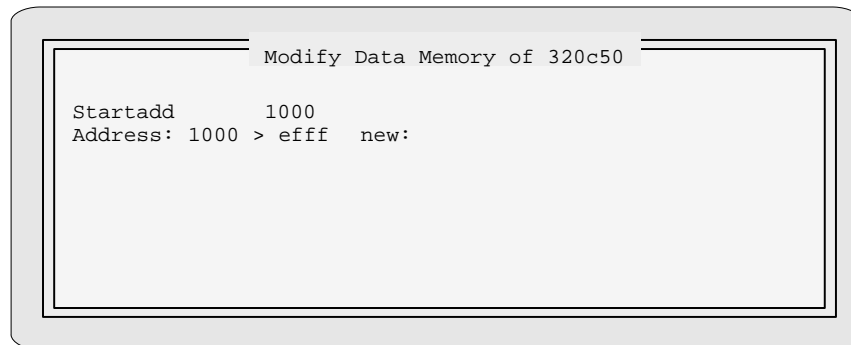 Modify Data Memory of 320c50
Startadd 1000
Address: 1000 > efff new: